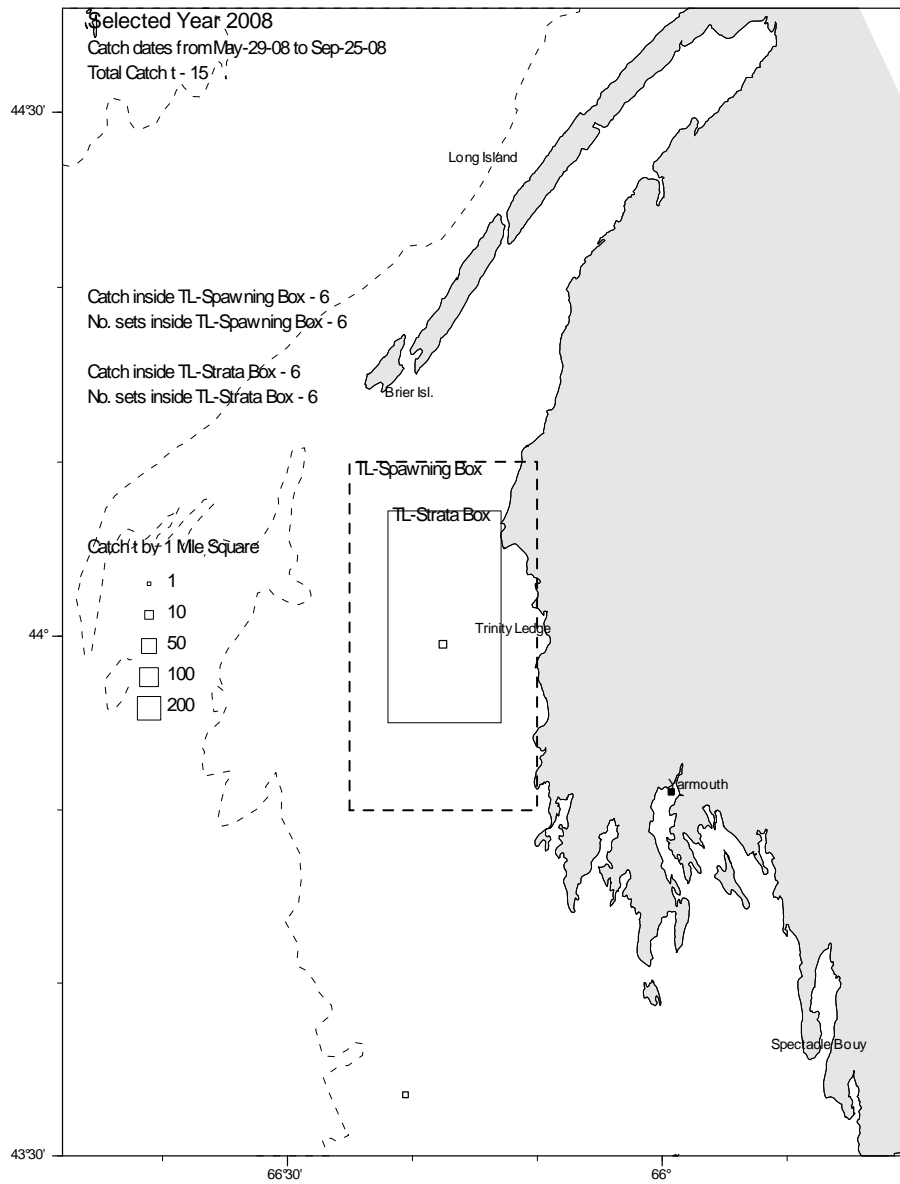 Selected Year 2008
Catch dates from May-29-08 to Sep-25-08
Total Catch t - 15
44°30'
Long Island
Catch inside TL-Spawning Box - 6
No. sets inside TL-Spawning Box - 6
Catch inside TL-Strata Box - 6
No. sets inside TL-Strata Box - 6
Brier Isl.
TL-Spawning Box
TL-Strata Box
Catch t by 1 Mile Square
1
10
50
100
200
44°
Trinity Ledge
Yarmouth
Spectacle Bouy
43°30'
66°30'
66°